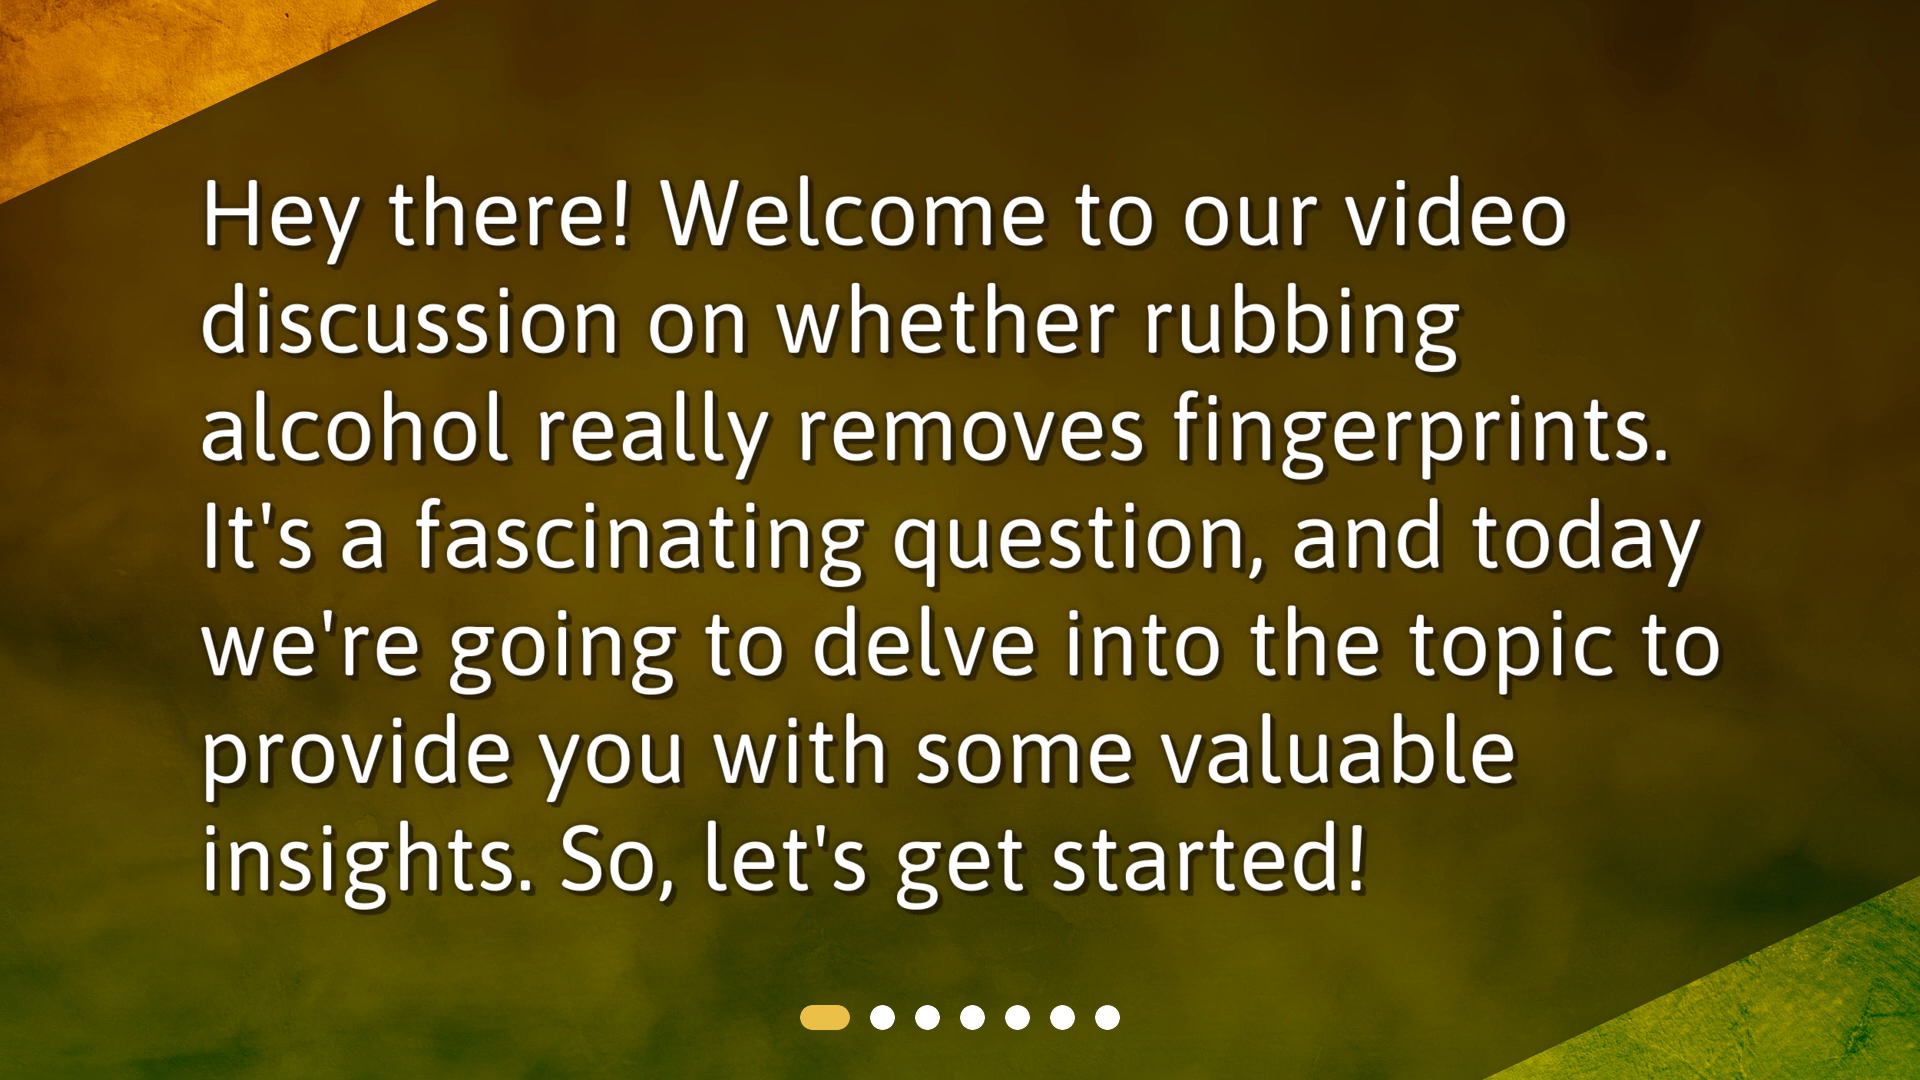 Hey there! Welcome to our video
discussion on whether rubbing
alcohol really removes fingerprints.
It's a fascinating question, and today
we're going to delve into the topic to
provide you with some valuable
insights. So, let's get started!